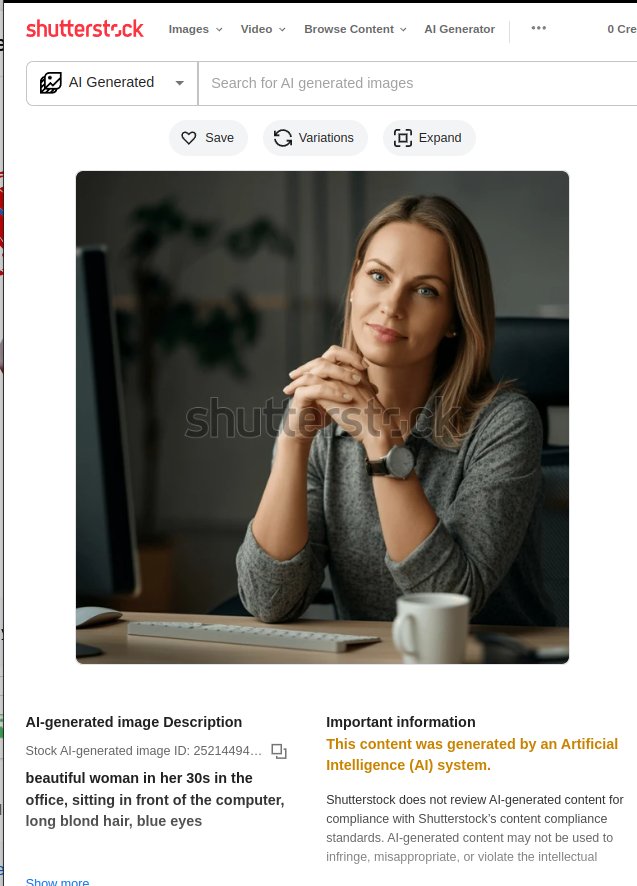 shutterstock
Images Video Browse Content AI Generator 0 Cre
AI Generated Search for AI generated images
Save Variations Expand
shutterstock
AI-generated image Description
Stock AI-generated image ID: 25214494…
beautiful woman in her 30s in the
office, sitting in front of the computer,
long blond hair, blue eyes
Show more
Important information
This content was generated by an Artificial
Intelligence (AI) system.
Shutterstock does not review AI-generated content for
compliance with Shutterstock's content compliance
standards. AI-generated content may not be used to
infringe, misappropriate, or violate the intellectual